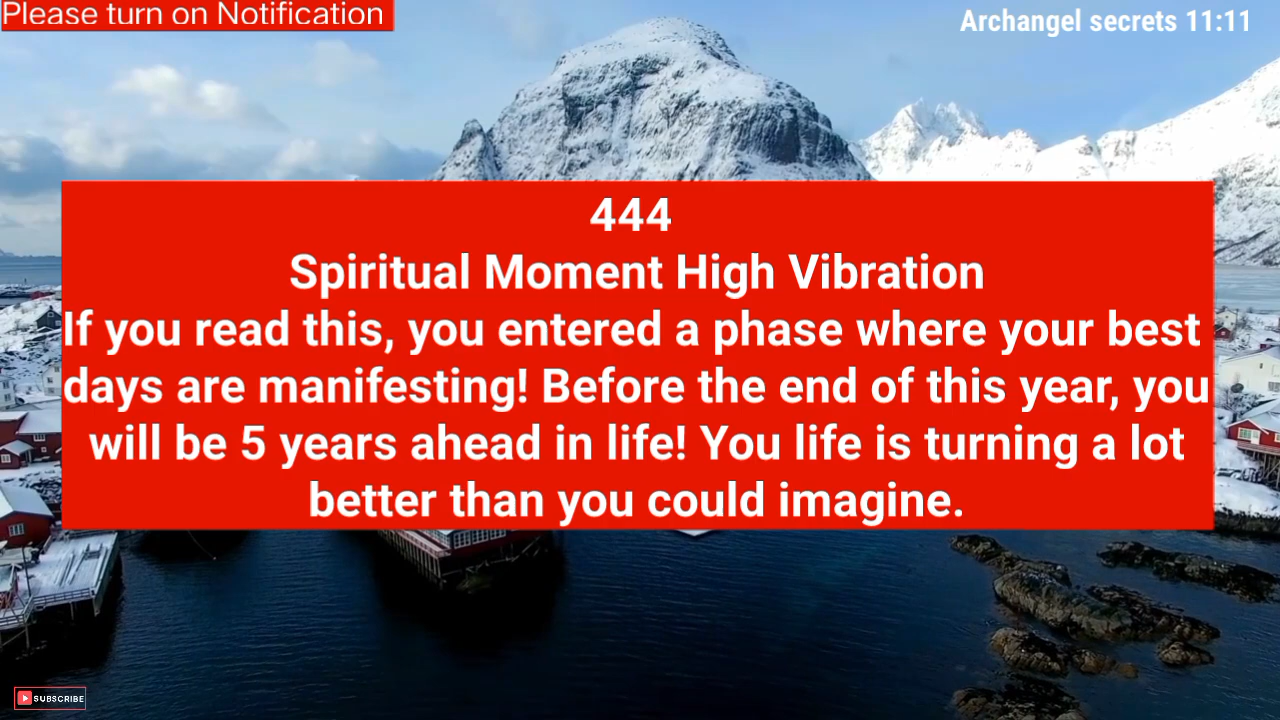 Please turn on Notification
Archangel secrets 11:11
444
Spiritual Moment High Vibration
If you read this, you entered a phase where your best
days are manifesting! Before the end of this year, you
will be 5 years ahead in life! You life is turning a lot
better than you could imagine.
SUBSCRIBE